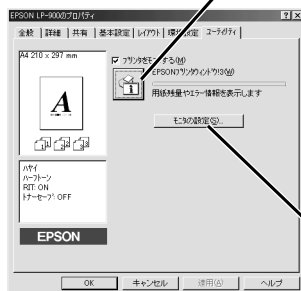 EPSON LP-900のプロパティ
全般 詳細 共有 基本設定 レイアウト 環境設定 ユーティリティ
A4 210 x 297 mm
プリンタをモニタする(M)
EPSONプリンタウィンドウ!3(W)
用紙残量やエラー情報を表示します
A
モニタの設定(S)...
ハヤイ
ハーフトーン
RIT: ON
トナーセーブ: OFF
EPSON
OK キャンセル 適用(A) ヘルプ